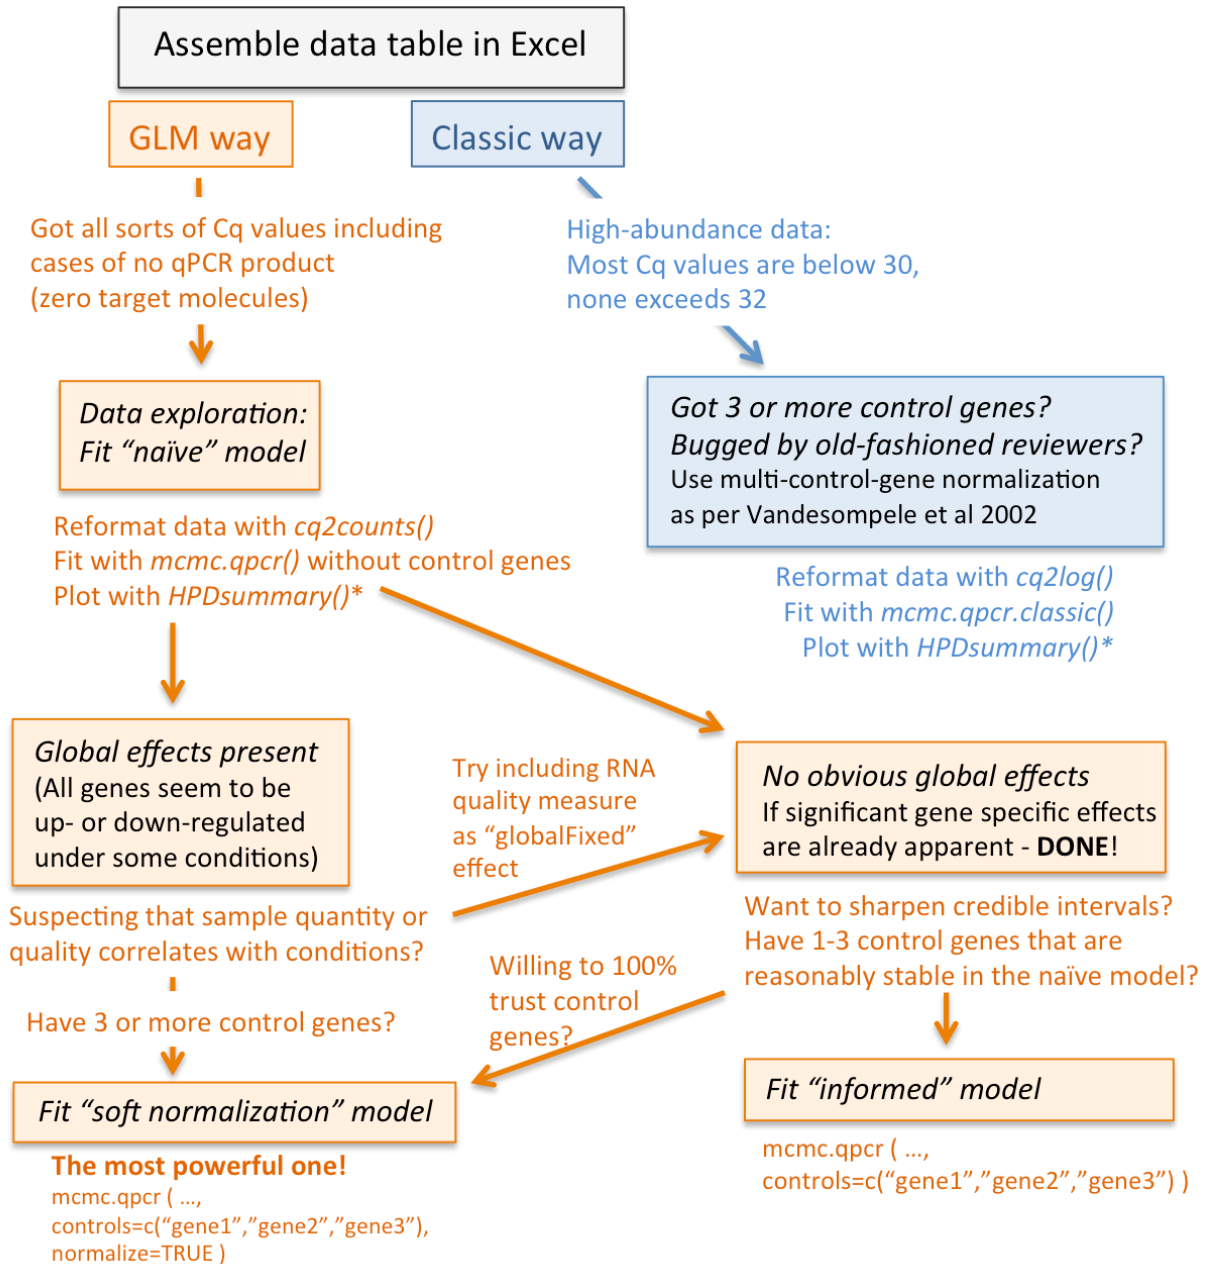 Assemble data table in Excel
GLM way
Classic way
Got all sorts of Cq values including
cases of no qPCR product
(zero target molecules)
High-abundance data:
Most Cq values are below 30,
none exceeds 32
Data exploration:
Fit “naïve” model
Got 3 or more control genes?
Bugged by old-fashioned reviewers?
Use multi-control-gene normalization
as per Vandesompele et al 2002
Reformat data with cq2counts()
Fit with mcmc.qpcr() without control genes
Plot with HPDsummary()*
Reformat data with cq2log()
Fit with mcmc.qpcr.classic()
Plot with HPDsummary()*
Global effects present
(All genes seem to be
up- or down-regulated
under some conditions)
Try including RNA
quality measure
as “globalFixed”
effect
No obvious global effects
If significant gene specific effects
are already apparent - DONE!
Suspecting that sample quantity or
quality correlates with conditions?
Want to sharpen credible intervals?
Have 1-3 control genes that are
reasonably stable in the naïve model?
Willing to 100%
trust control
genes?
Have 3 or more control genes?
Fit “soft normalization” model
Fit “informed” model
The most powerful one!
mcmc.qpcr ( …,
controls=c(“gene1”,”gene2”,”gene3”),
normalize=TRUE )
mcmc.qpcr ( …,
controls=c(“gene1”,”gene2”,”gene3”) )